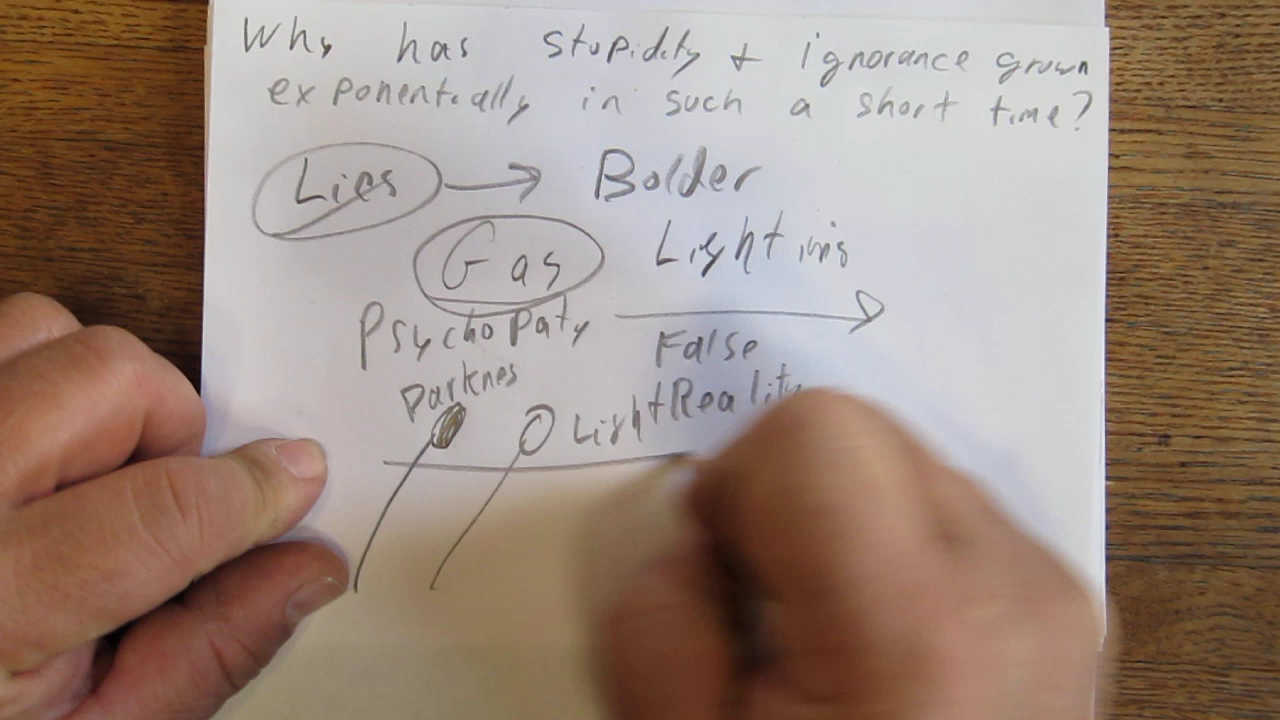 Why has stupidity + ignorance grown
exponentially in such a short time?
Lies → Bolder
Gas Lighting
Psychopaty
False
Darknes
Light Reality